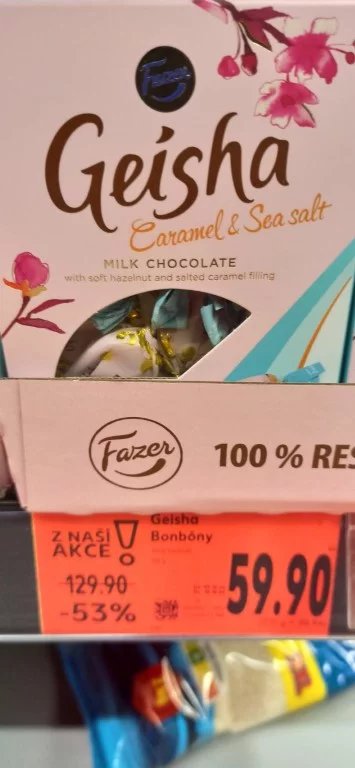 Fazer
Geisha
Caramel & Sea salt
MILK CHOCOLATE
with soft hazelnut and salted caramel filling
Fazer
100 % RES
Z NAŠÍ
AKCE !
129.90
-53%
Geisha
Bonbóny
59.90